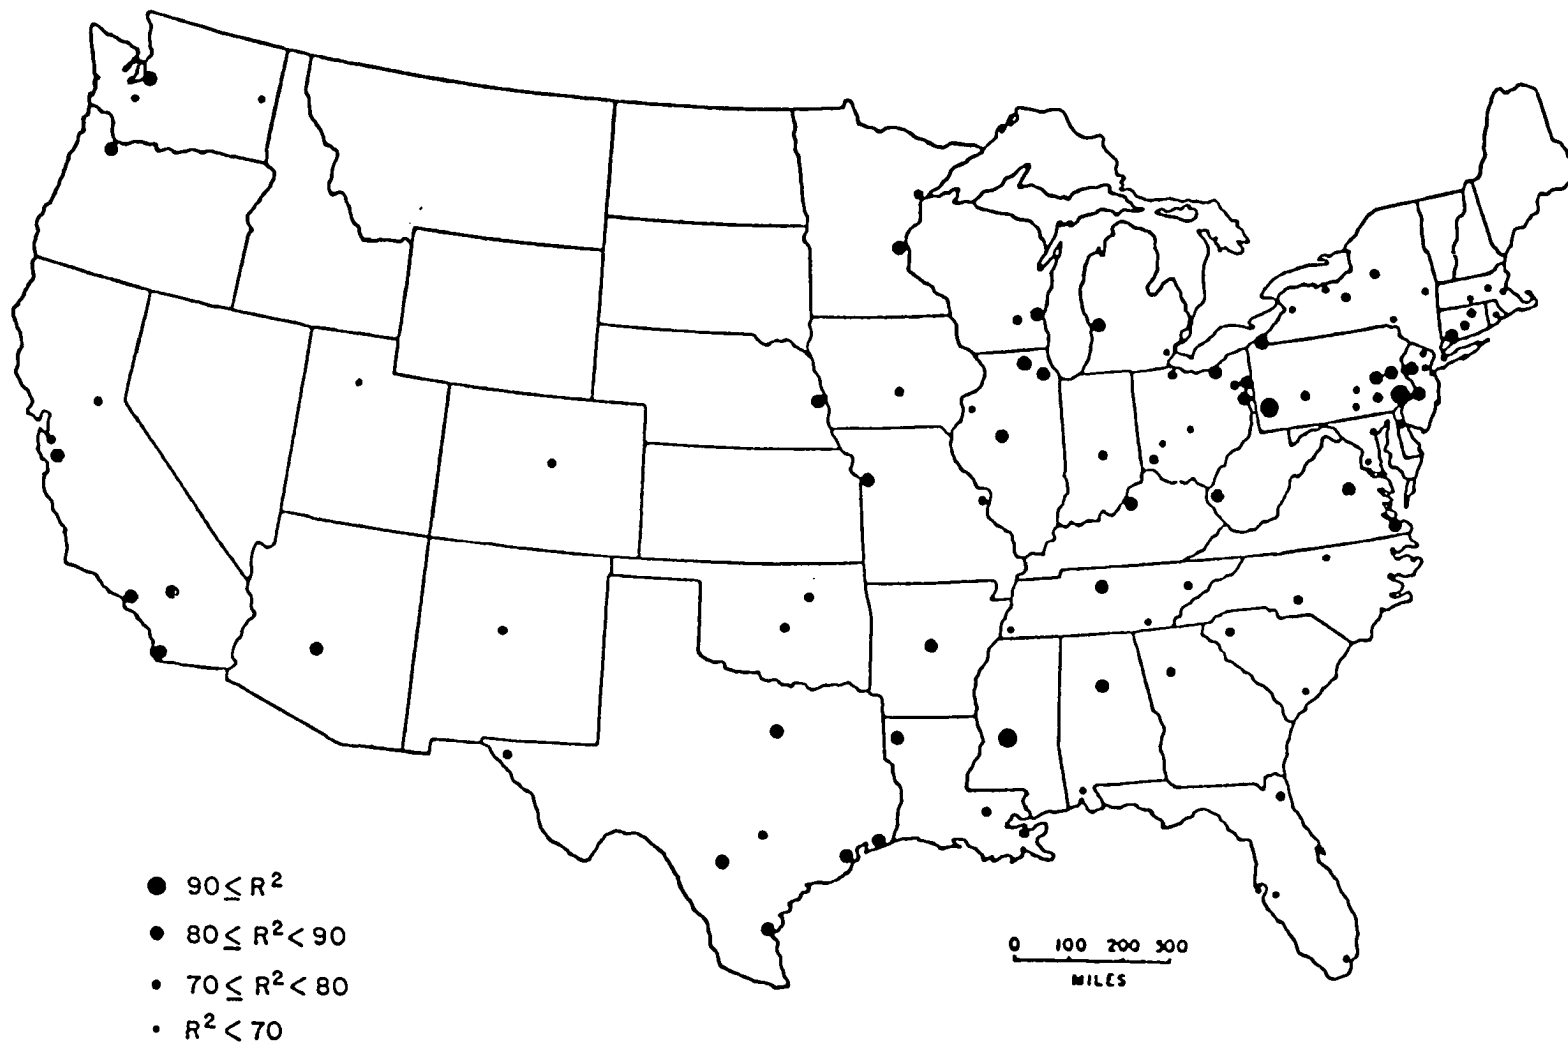 90 ≤ R²
80 ≤ R² < 90
70 ≤ R² < 80
R² < 70
0 100 200 300
MILES